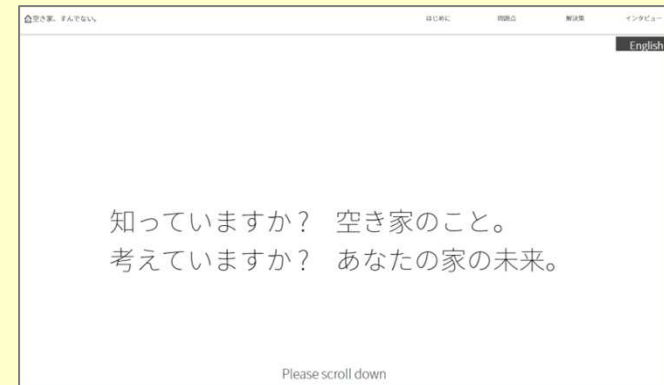 空き家、すんでない。
はじめに
問題点
解決集
インタビュー
English
知っていますか？　空き家のこと。
考えていますか？　あなたの家の未来。
Please scroll down